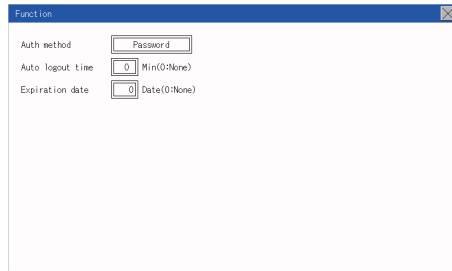 Function
Auth method Password
Auto logout time 0 Min(0:None)
Expiration date 0 Date(0:None)